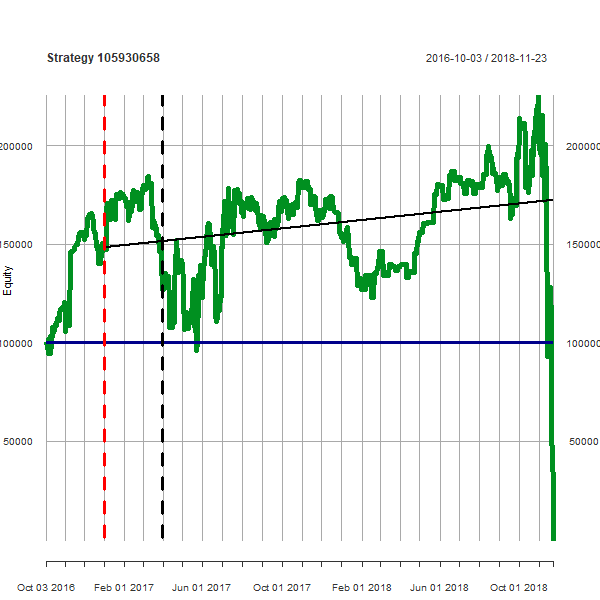 Strategy 105930658
2016-10-03 / 2018-11-23
200000
200000
150000
150000
Equity
100000
100000
50000
50000
Oct 03 2016
Feb 01 2017
Jun 01 2017
Oct 01 2017
Feb 01 2018
Jun 01 2018
Oct 01 2018